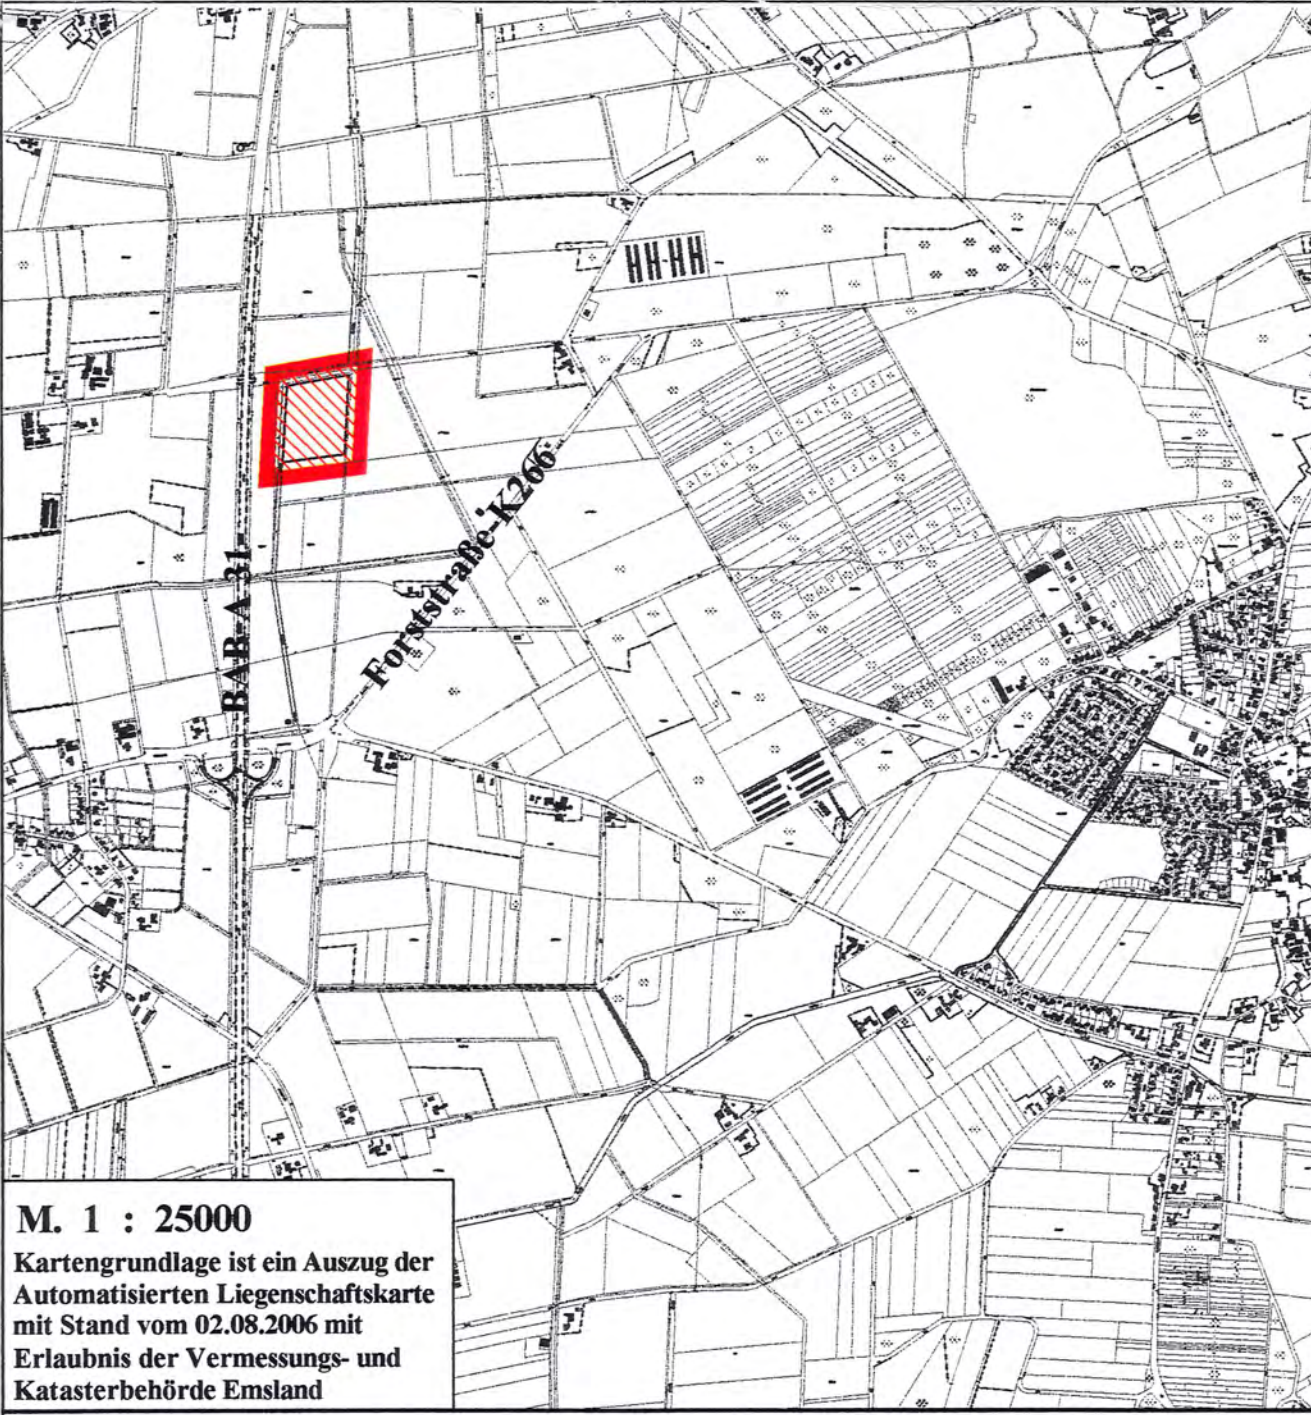 Forststraße-K266
BAB-A 31
M. 1 : 25000
Kartengrundlage ist ein Auszug der
Automatisierten Liegenschaftskarte
mit Stand vom 02.08.2006 mit
Erlaubnis der Vermessungs- und
Katasterbehörde Emsland